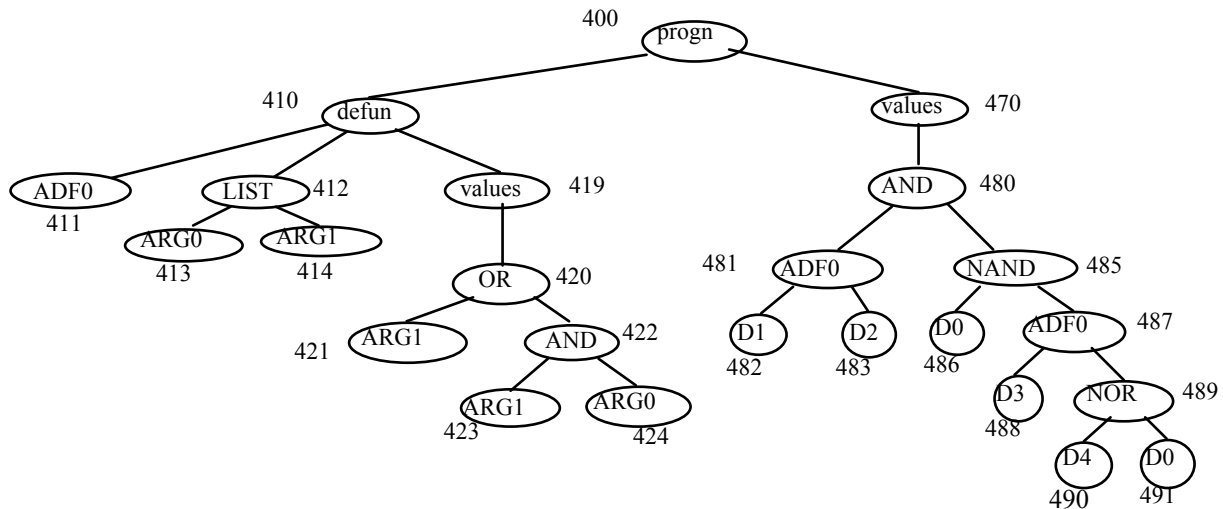 400 progn
410 defun values 470
ADF0 LIST 412 values 419 AND 480
411 ARG0 ARG1
413 414 481 ADF0 NAND 485
OR 420
421 ARG1 AND 422 D1 D2 D0 ADF0 487
482 483 486
ARG1 ARG0 D3 NOR 489
423 424 488
D4 D0
490 491